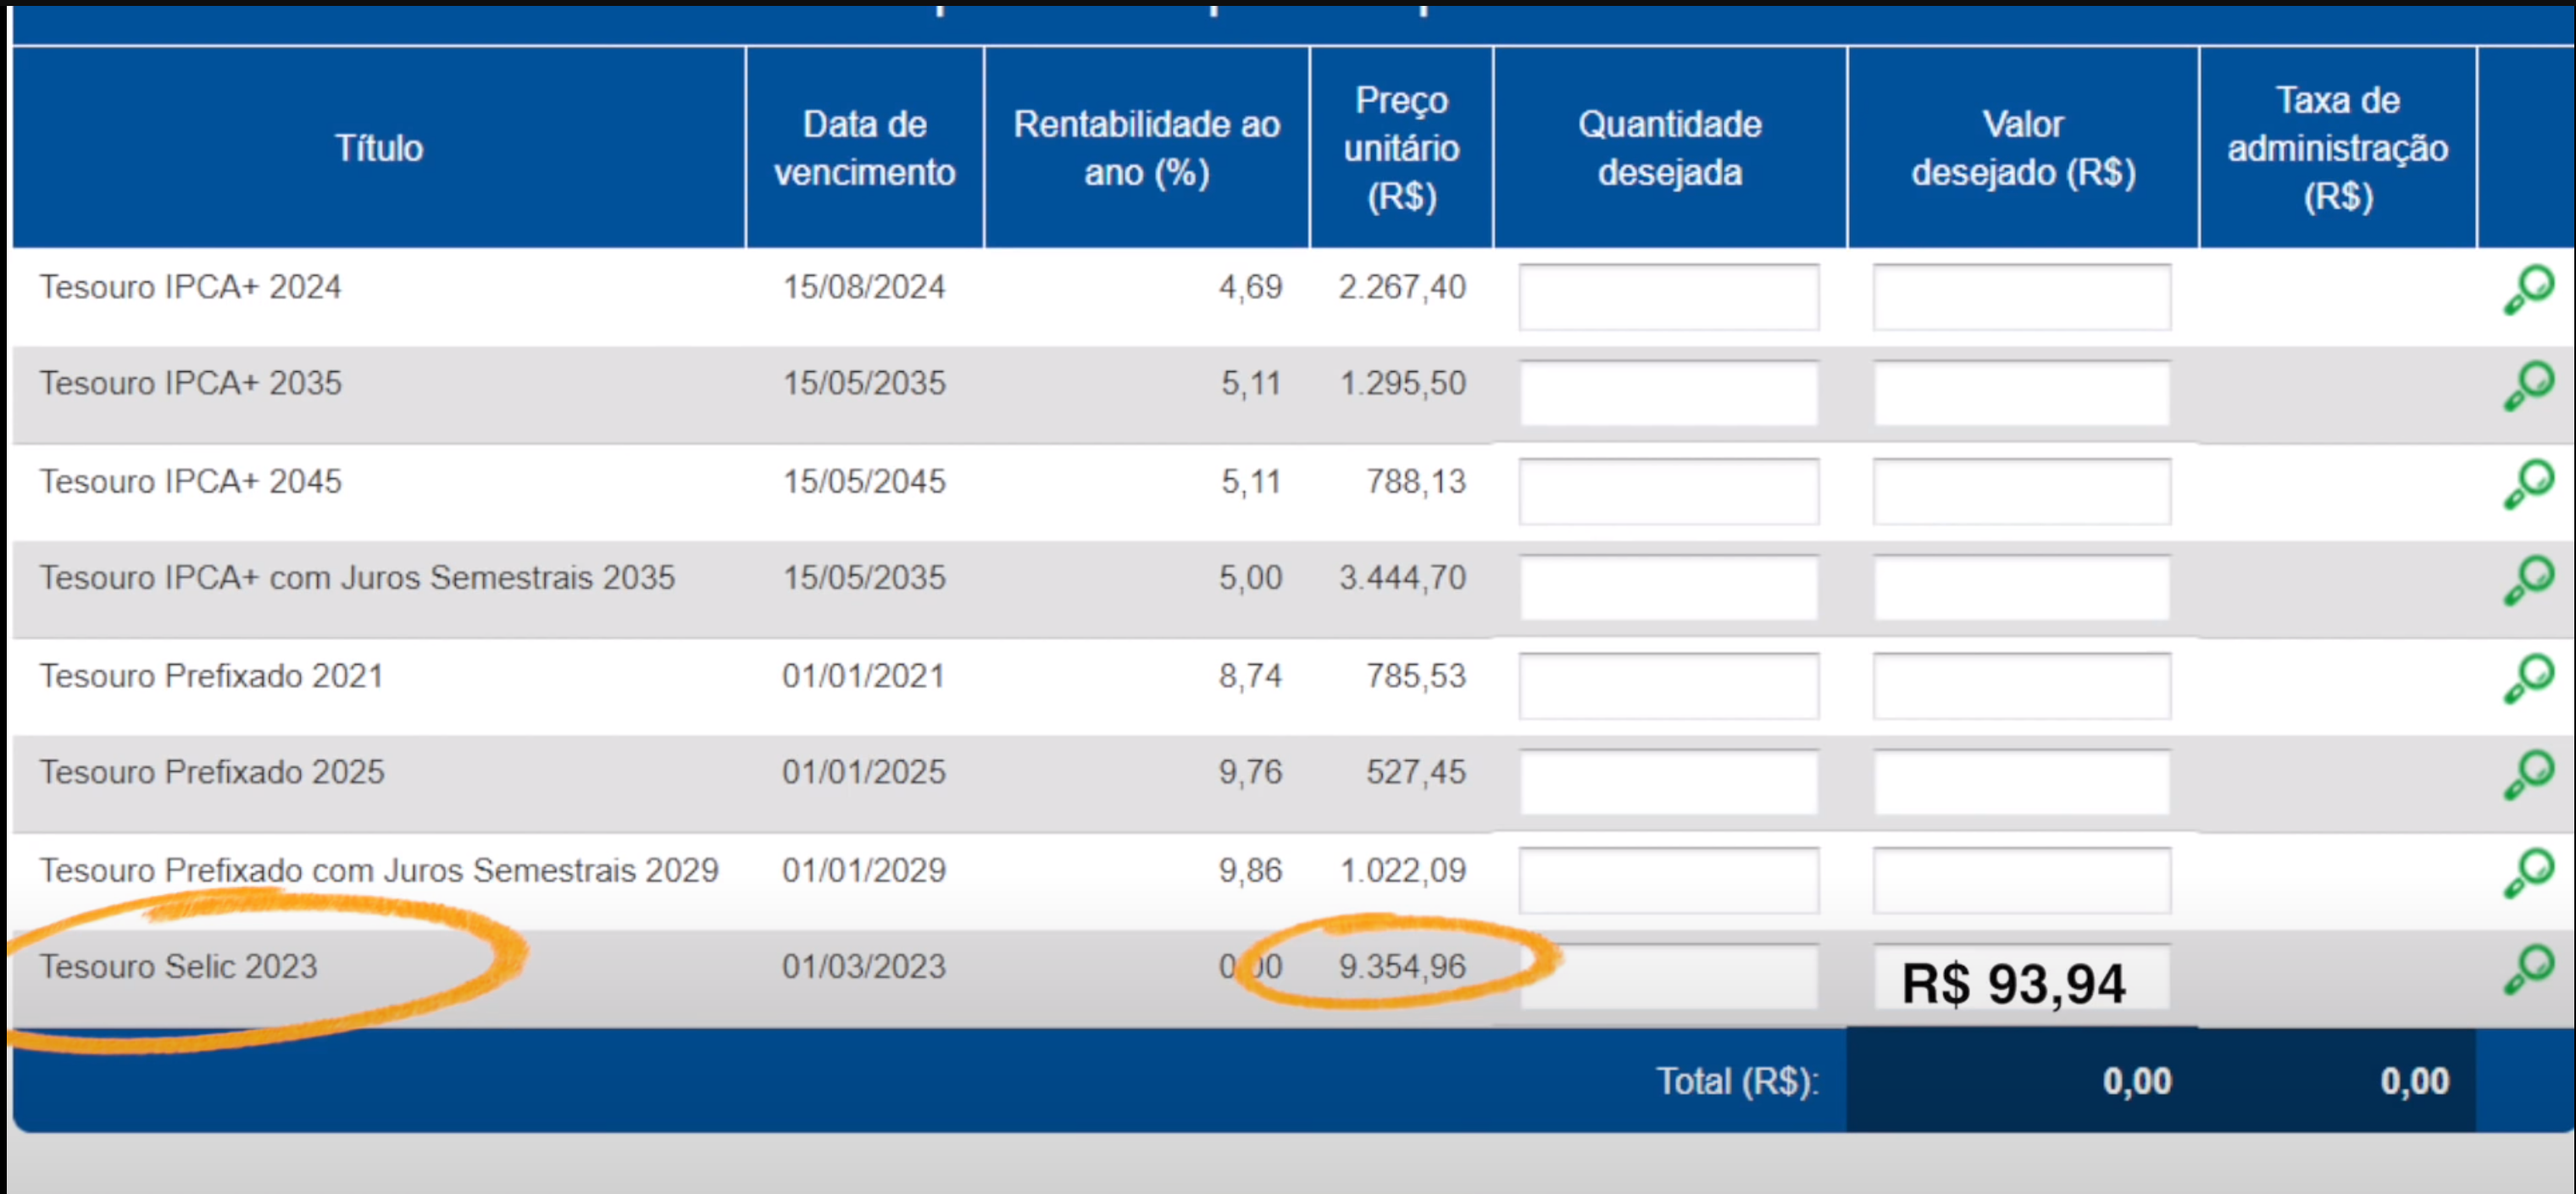 Título
Data de
vencimento
Rentabilidade ao
ano (%)
Preço
unitário
(R$)
Quantidade
desejada
Valor
desejado (R$)
Taxa de
administração
(R$)
Tesouro IPCA+ 2024 15/08/2024 4,69 2.267,40
Tesouro IPCA+ 2035 15/05/2035 5,11 1.295,50
Tesouro IPCA+ 2045 15/05/2045 5,11 788,13
Tesouro IPCA+ com Juros Semestrais 2035 15/05/2035 5,00 3.444,70
Tesouro Prefixado 2021 01/01/2021 8,74 785,53
Tesouro Prefixado 2025 01/01/2025 9,76 527,45
Tesouro Prefixado com Juros Semestrais 2029 01/01/2029 9,86 1.022,09
Tesouro Selic 2023 01/03/2023 0,00 9.354,96 R$ 93,94
Total (R$): 0,00 0,00